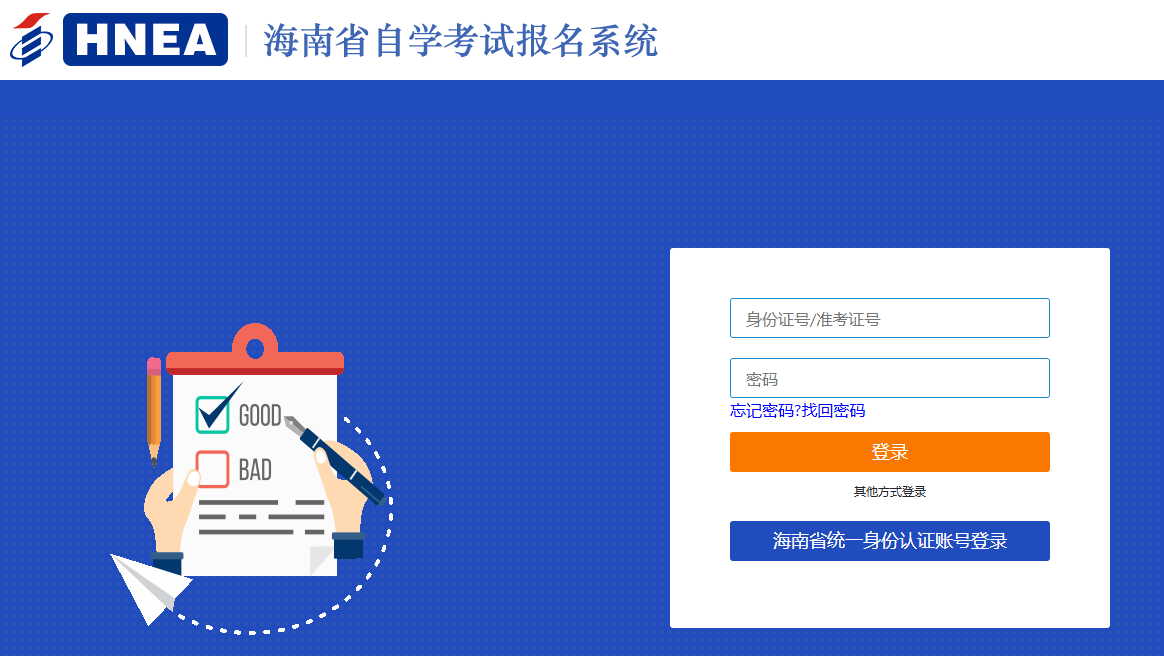 HNEA
海南省自学考试报名系统
GOOD
BAD
身份证号/准考证号
密码
忘记密码?找回密码
登录
其他方式登录
海南省统一身份认证账号登录